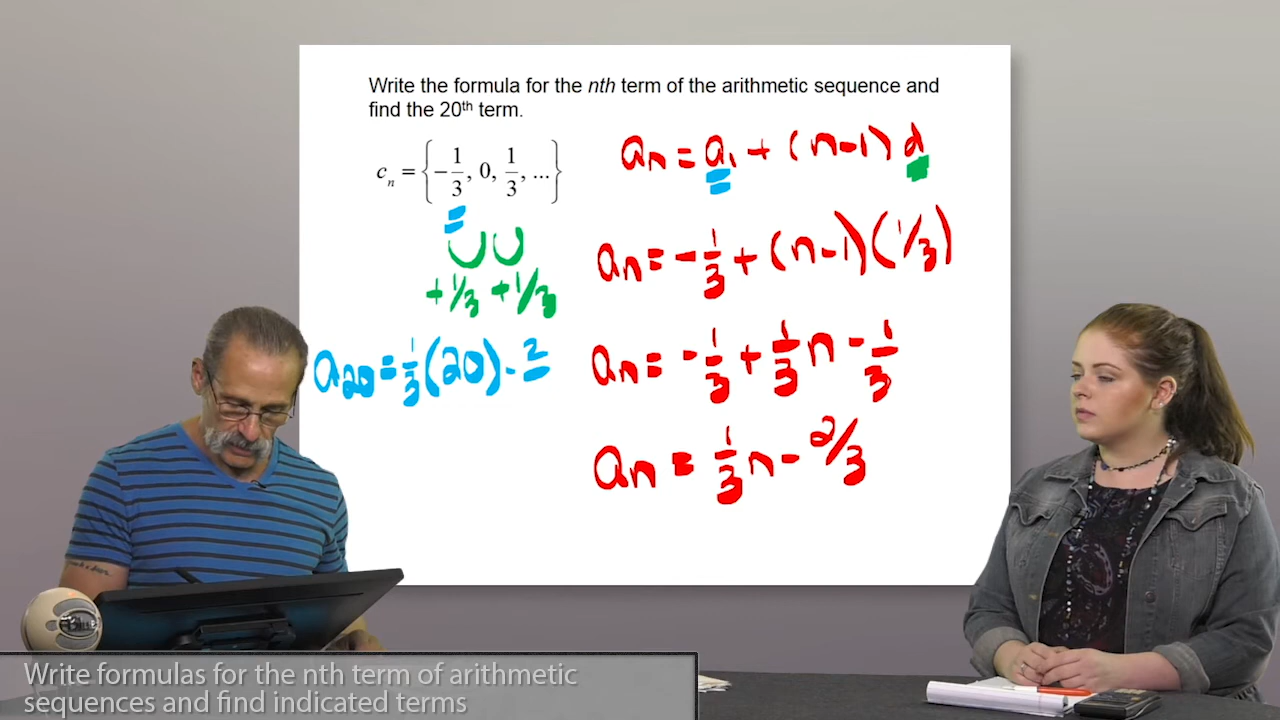 Write the formula for the nth term of the arithmetic sequence and
find the 20th term.
c_n = { -1/3, 0, 1/3, ... }
+1/3 +1/3
a₂₀ = 1/3 (20) - 2
aₙ = a₁ + (n-1) d
aₙ = - 1/3 + (n-1)(1/3)
aₙ = - 1/3 + 1/3 n - 1/3
aₙ = 1/3 n - 2/3
Write formulas for the nth term of arithmetic
sequences and find indicated terms